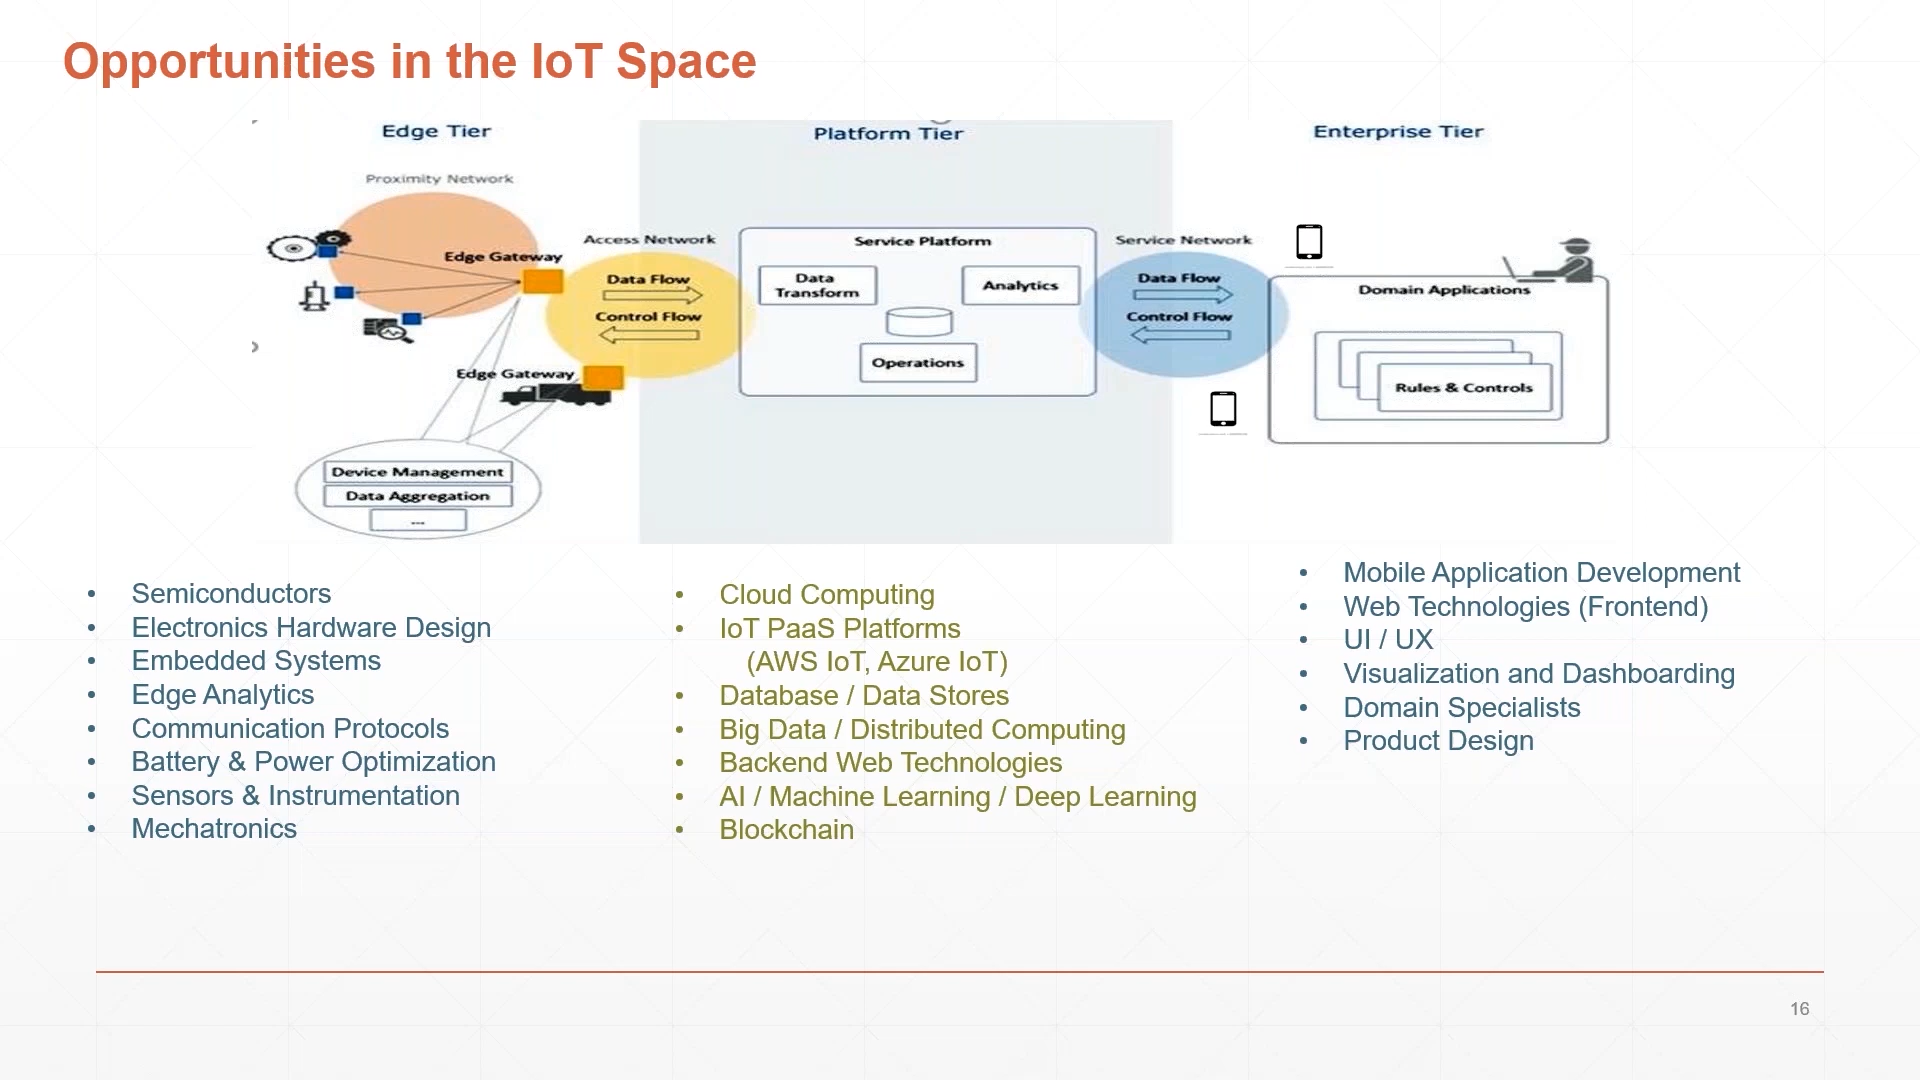 Opportunities in the IoT Space
Edge Tier
Platform Tier
Enterprise Tier
Proximity Network
Edge Gateway
Access Network
Data Flow
Control Flow
Edge Gateway
Device Management
Data Aggregation
...
Service Platform
Data
Transform
Analytics
Operations
Service Network
Data Flow
Control Flow
Domain Applications
Rules & Controls
• Semiconductors
• Electronics Hardware Design
• Embedded Systems
• Edge Analytics
• Communication Protocols
• Battery & Power Optimization
• Sensors & Instrumentation
• Mechatronics
• Cloud Computing
• IoT PaaS Platforms
(AWS IoT, Azure IoT)
• Database / Data Stores
• Big Data / Distributed Computing
• Backend Web Technologies
• AI / Machine Learning / Deep Learning
• Blockchain
• Mobile Application Development
• Web Technologies (Frontend)
• UI / UX
• Visualization and Dashboarding
• Domain Specialists
• Product Design
16